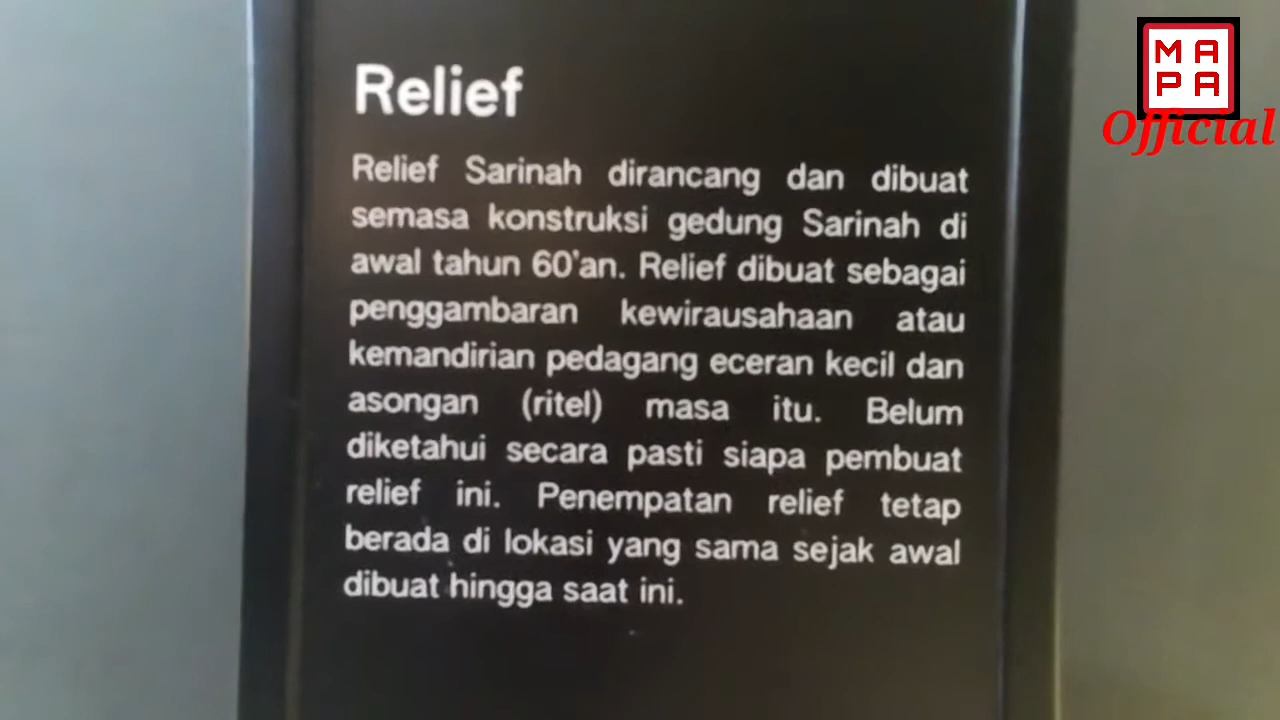 Relief
Relief Sarinah dirancang dan dibuat
semasa konstruksi gedung Sarinah di
awal tahun 60'an. Relief dibuat sebagai
penggambaran kewirausahaan atau
kemandirian pedagang eceran kecil dan
asongan (ritel) masa itu. Belum
diketahui secara pasti siapa pembuat
relief ini. Penempatan relief tetap
berada di lokasi yang sama sejak awal
dibuat hingga saat ini.
MA
PA
Official